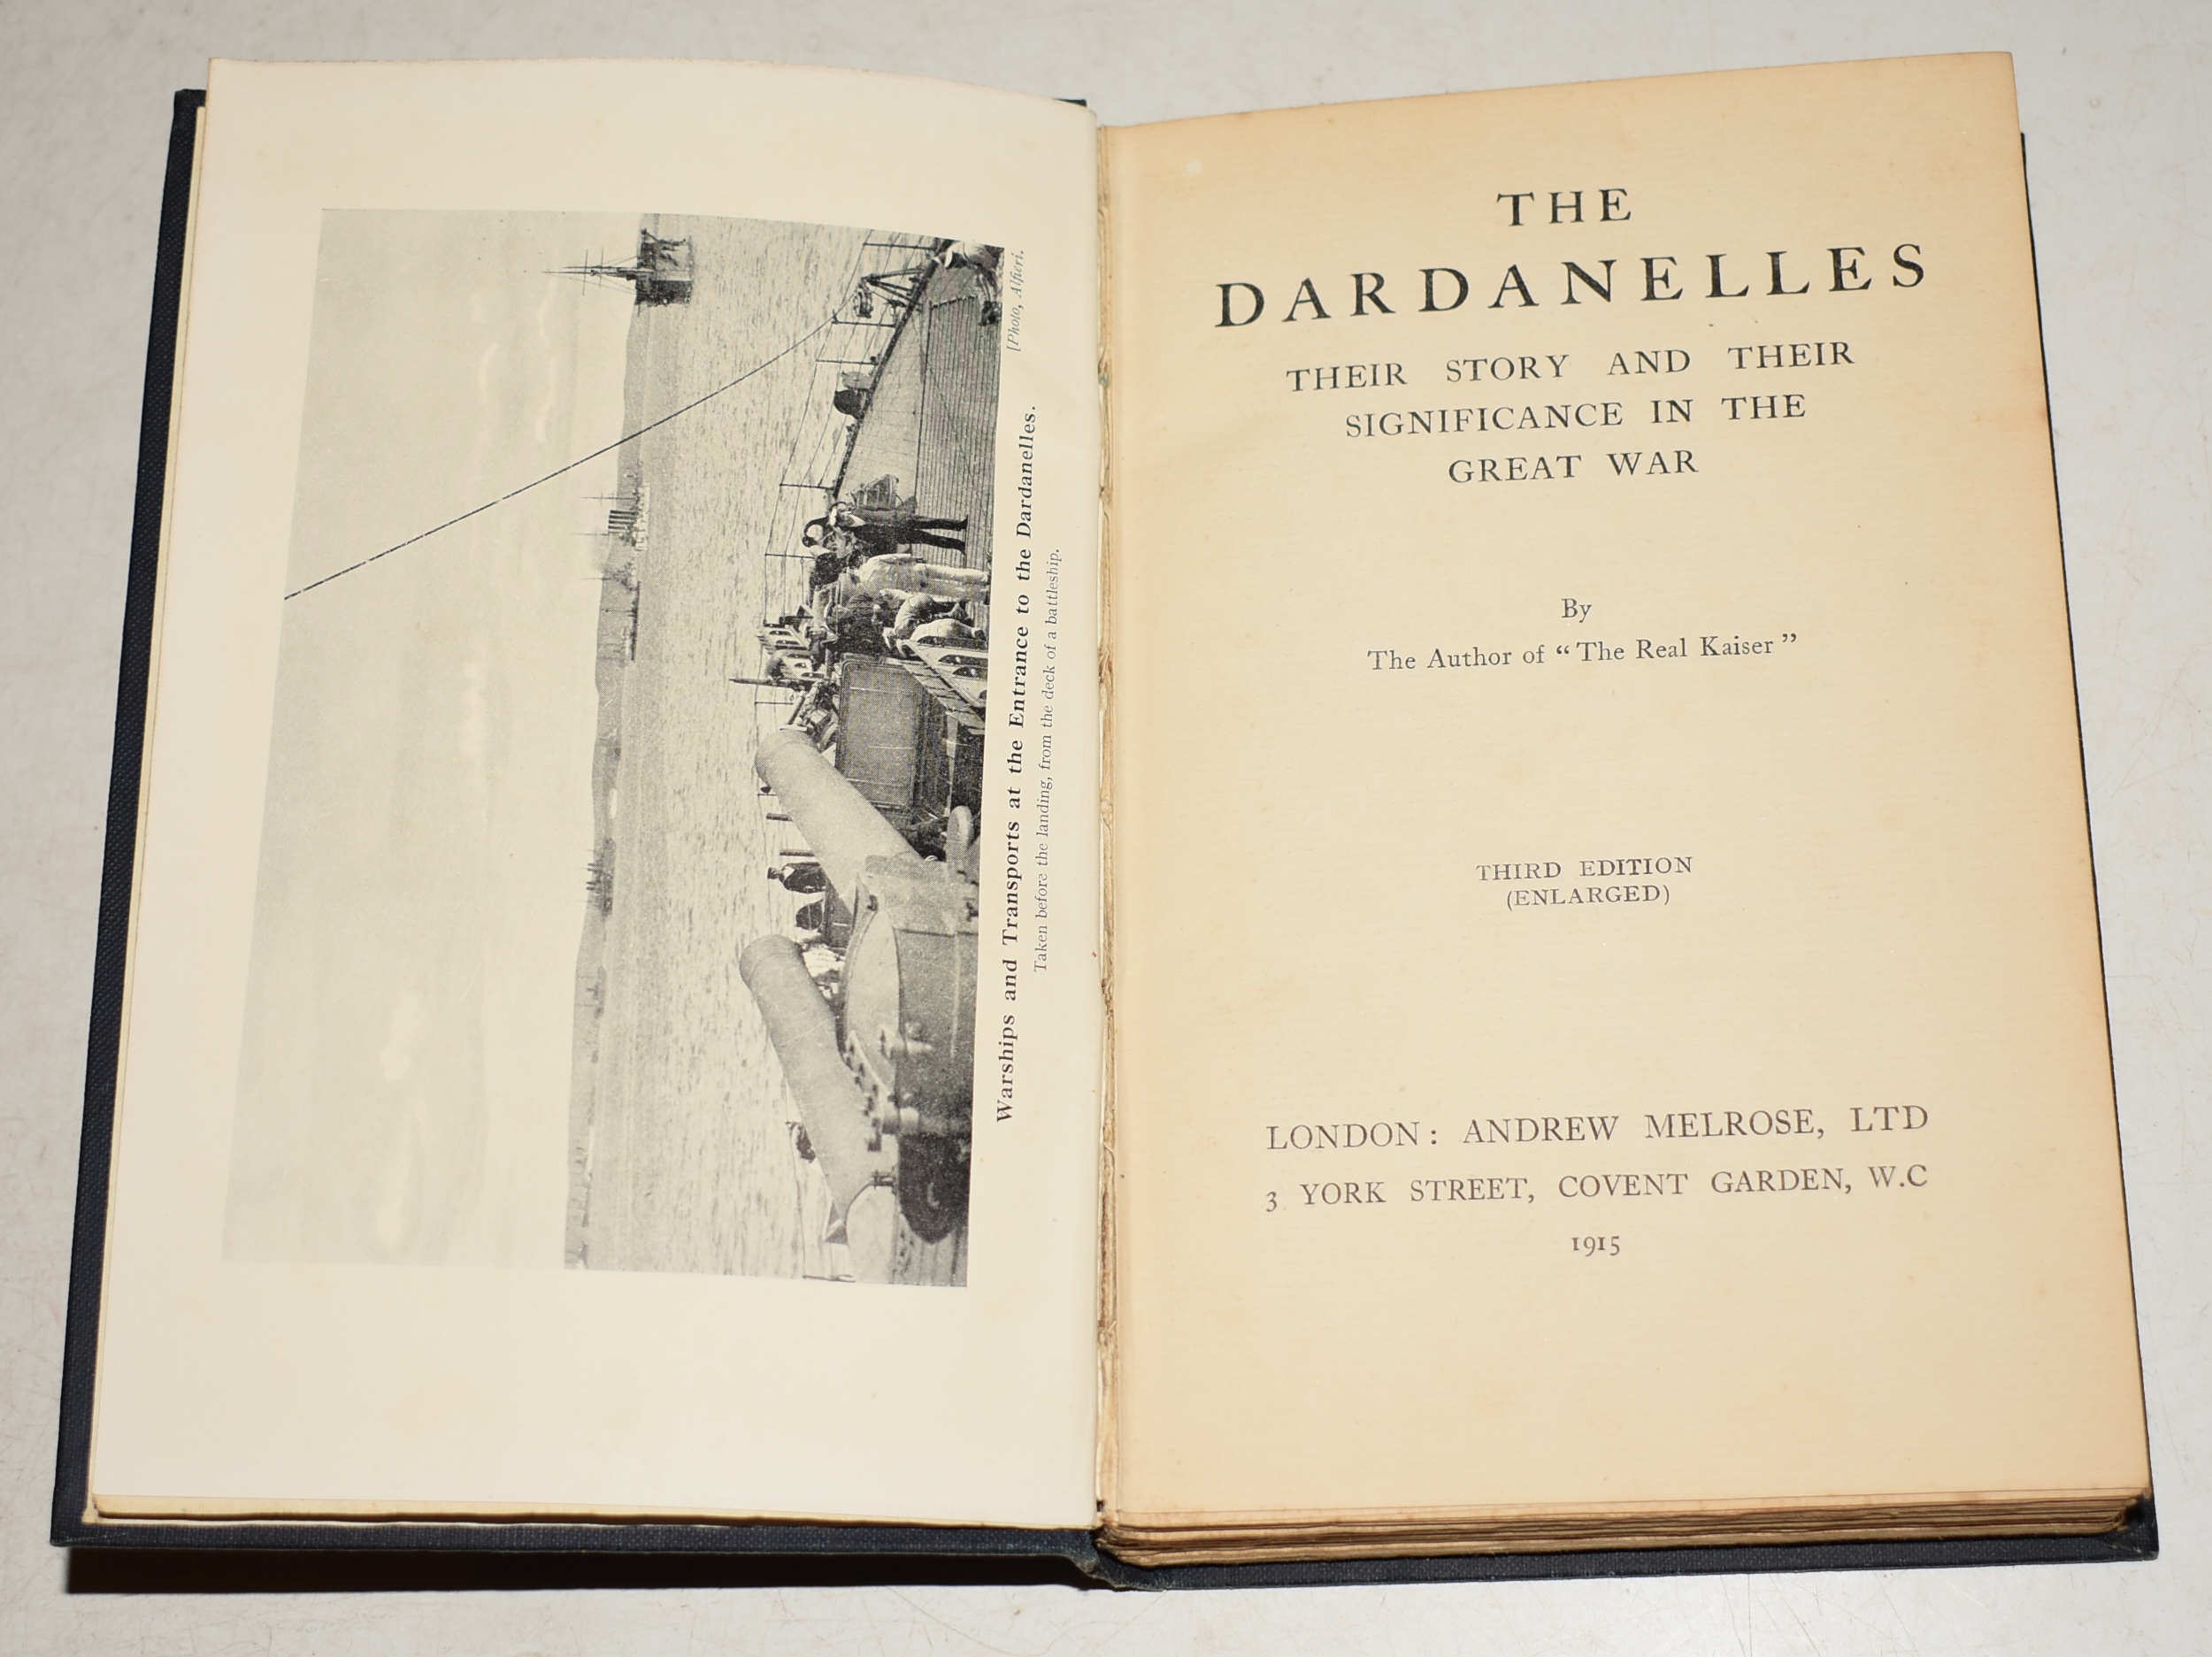 [Photo, Alfieri.
Warships and Transports at the Entrance to the Dardanelles.
Taken before the landing, from the deck of a battleship.
THE
DARDANELLES
THEIR STORY AND THEIR
SIGNIFICANCE IN THE
GREAT WAR
By
The Author of “The Real Kaiser”
THIRD EDITION
(ENLARGED)
LONDON: ANDREW MELROSE, LTD
3 YORK STREET, COVENT GARDEN, W.C
1915